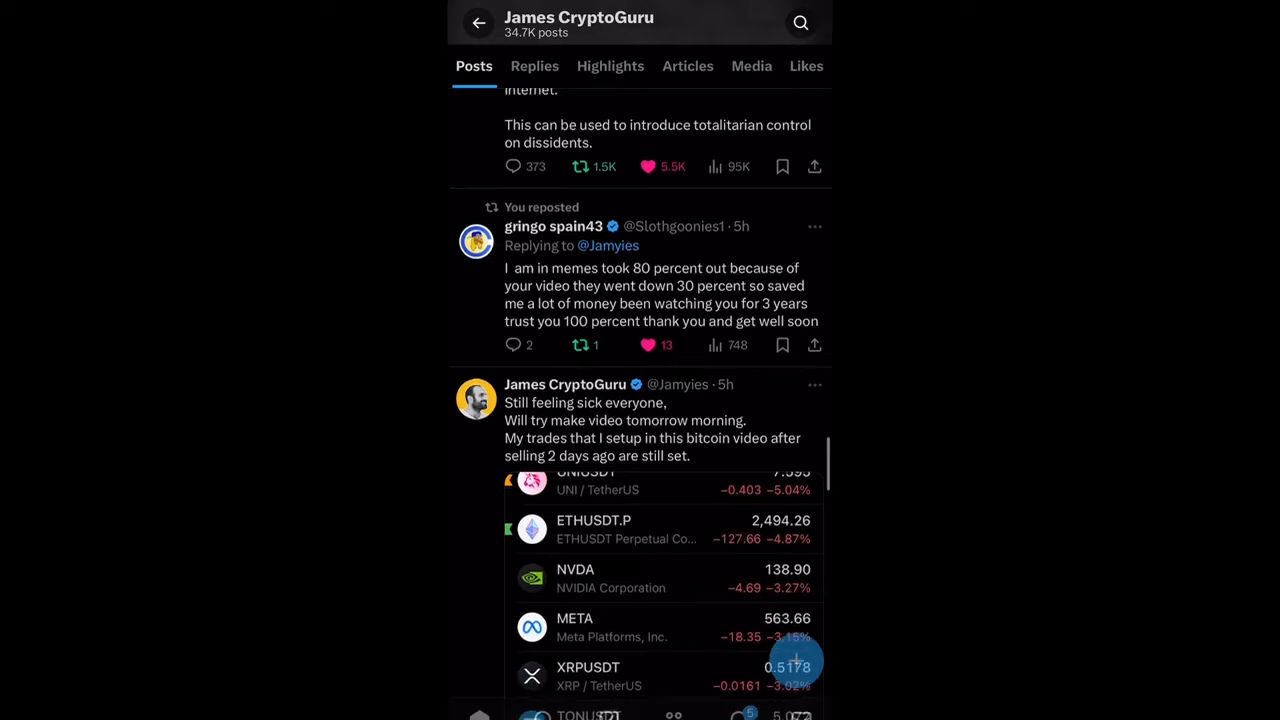 James CryptoGuru
34.7K posts
Posts Replies Highlights Articles Media Likes
internet.
This can be used to introduce totalitarian control
on dissidents.
373 1.5K 5.5K 95K
You reposted
gringo spain43 @Slothgoonies1 · 5h
Replying to @Jamyies
I am in memes took 80 percent out because of
your video they went down 30 percent so saved
me a lot of money been watching you for 3 years
trust you 100 percent thank you and get well soon
2 1 13 748
James CryptoGuru @Jamyies · 5h
Still feeling sick everyone,
Will try make video tomorrow morning.
My trades that I setup in this bitcoin video after
selling 2 days ago are still set.
UNIUSDT 7.595
UNI / TetherUS −0.403 −5.04%
ETHUSDT.P 2,494.26
ETHUSDT Perpetual Co... −127.66 −4.87%
NVDA 138.90
NVIDIA Corporation −4.69 −3.27%
META 563.66
Meta Platforms, Inc. −18.35 −3.15%
XRPUSDT 0.5178
XRP / TetherUS −0.0161 −3.02%
TONUSDT 5.072
5